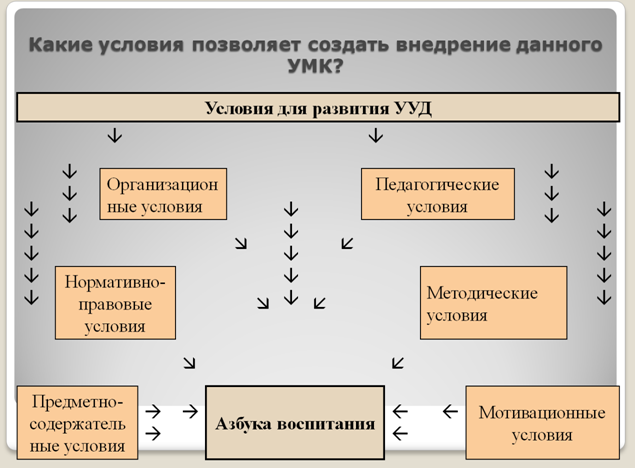 Какие условия позволяет создать внедрение данного
УМК?
Условия для развития УУД
Организацион
ные условия
Педагогические
условия
Нормативно-
правовые
условия
Методические
условия
Предметно-
содержатель
ные условия
Азбука воспитания
Мотивационные
условия